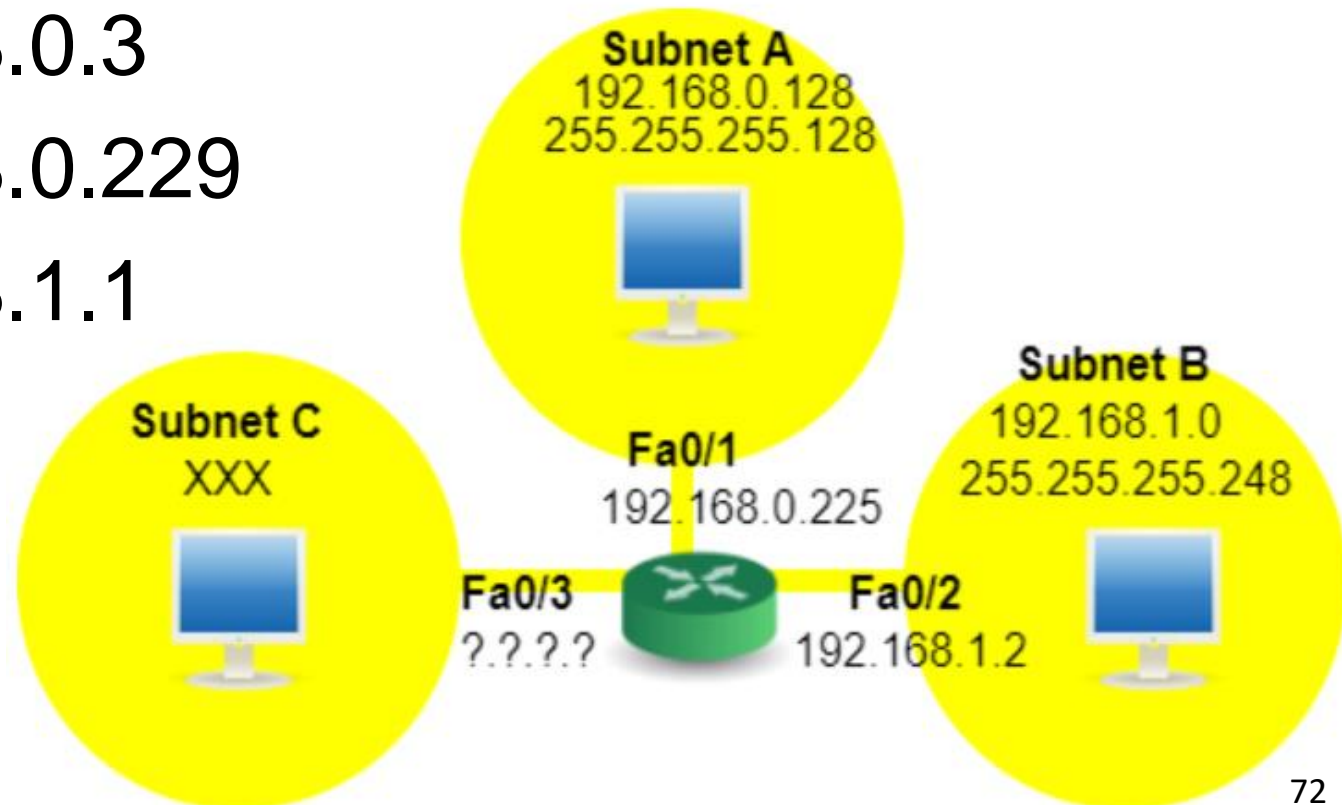 .0.3
.0.229
.1.1
Subnet A
192.168.0.128
255.255.255.128
Subnet B
192.168.1.0
255.255.255.248
Subnet C
XXX
Fa0/1
192.168.0.225
Fa0/3
?.?.?.?
Fa0/2
192.168.1.2
72